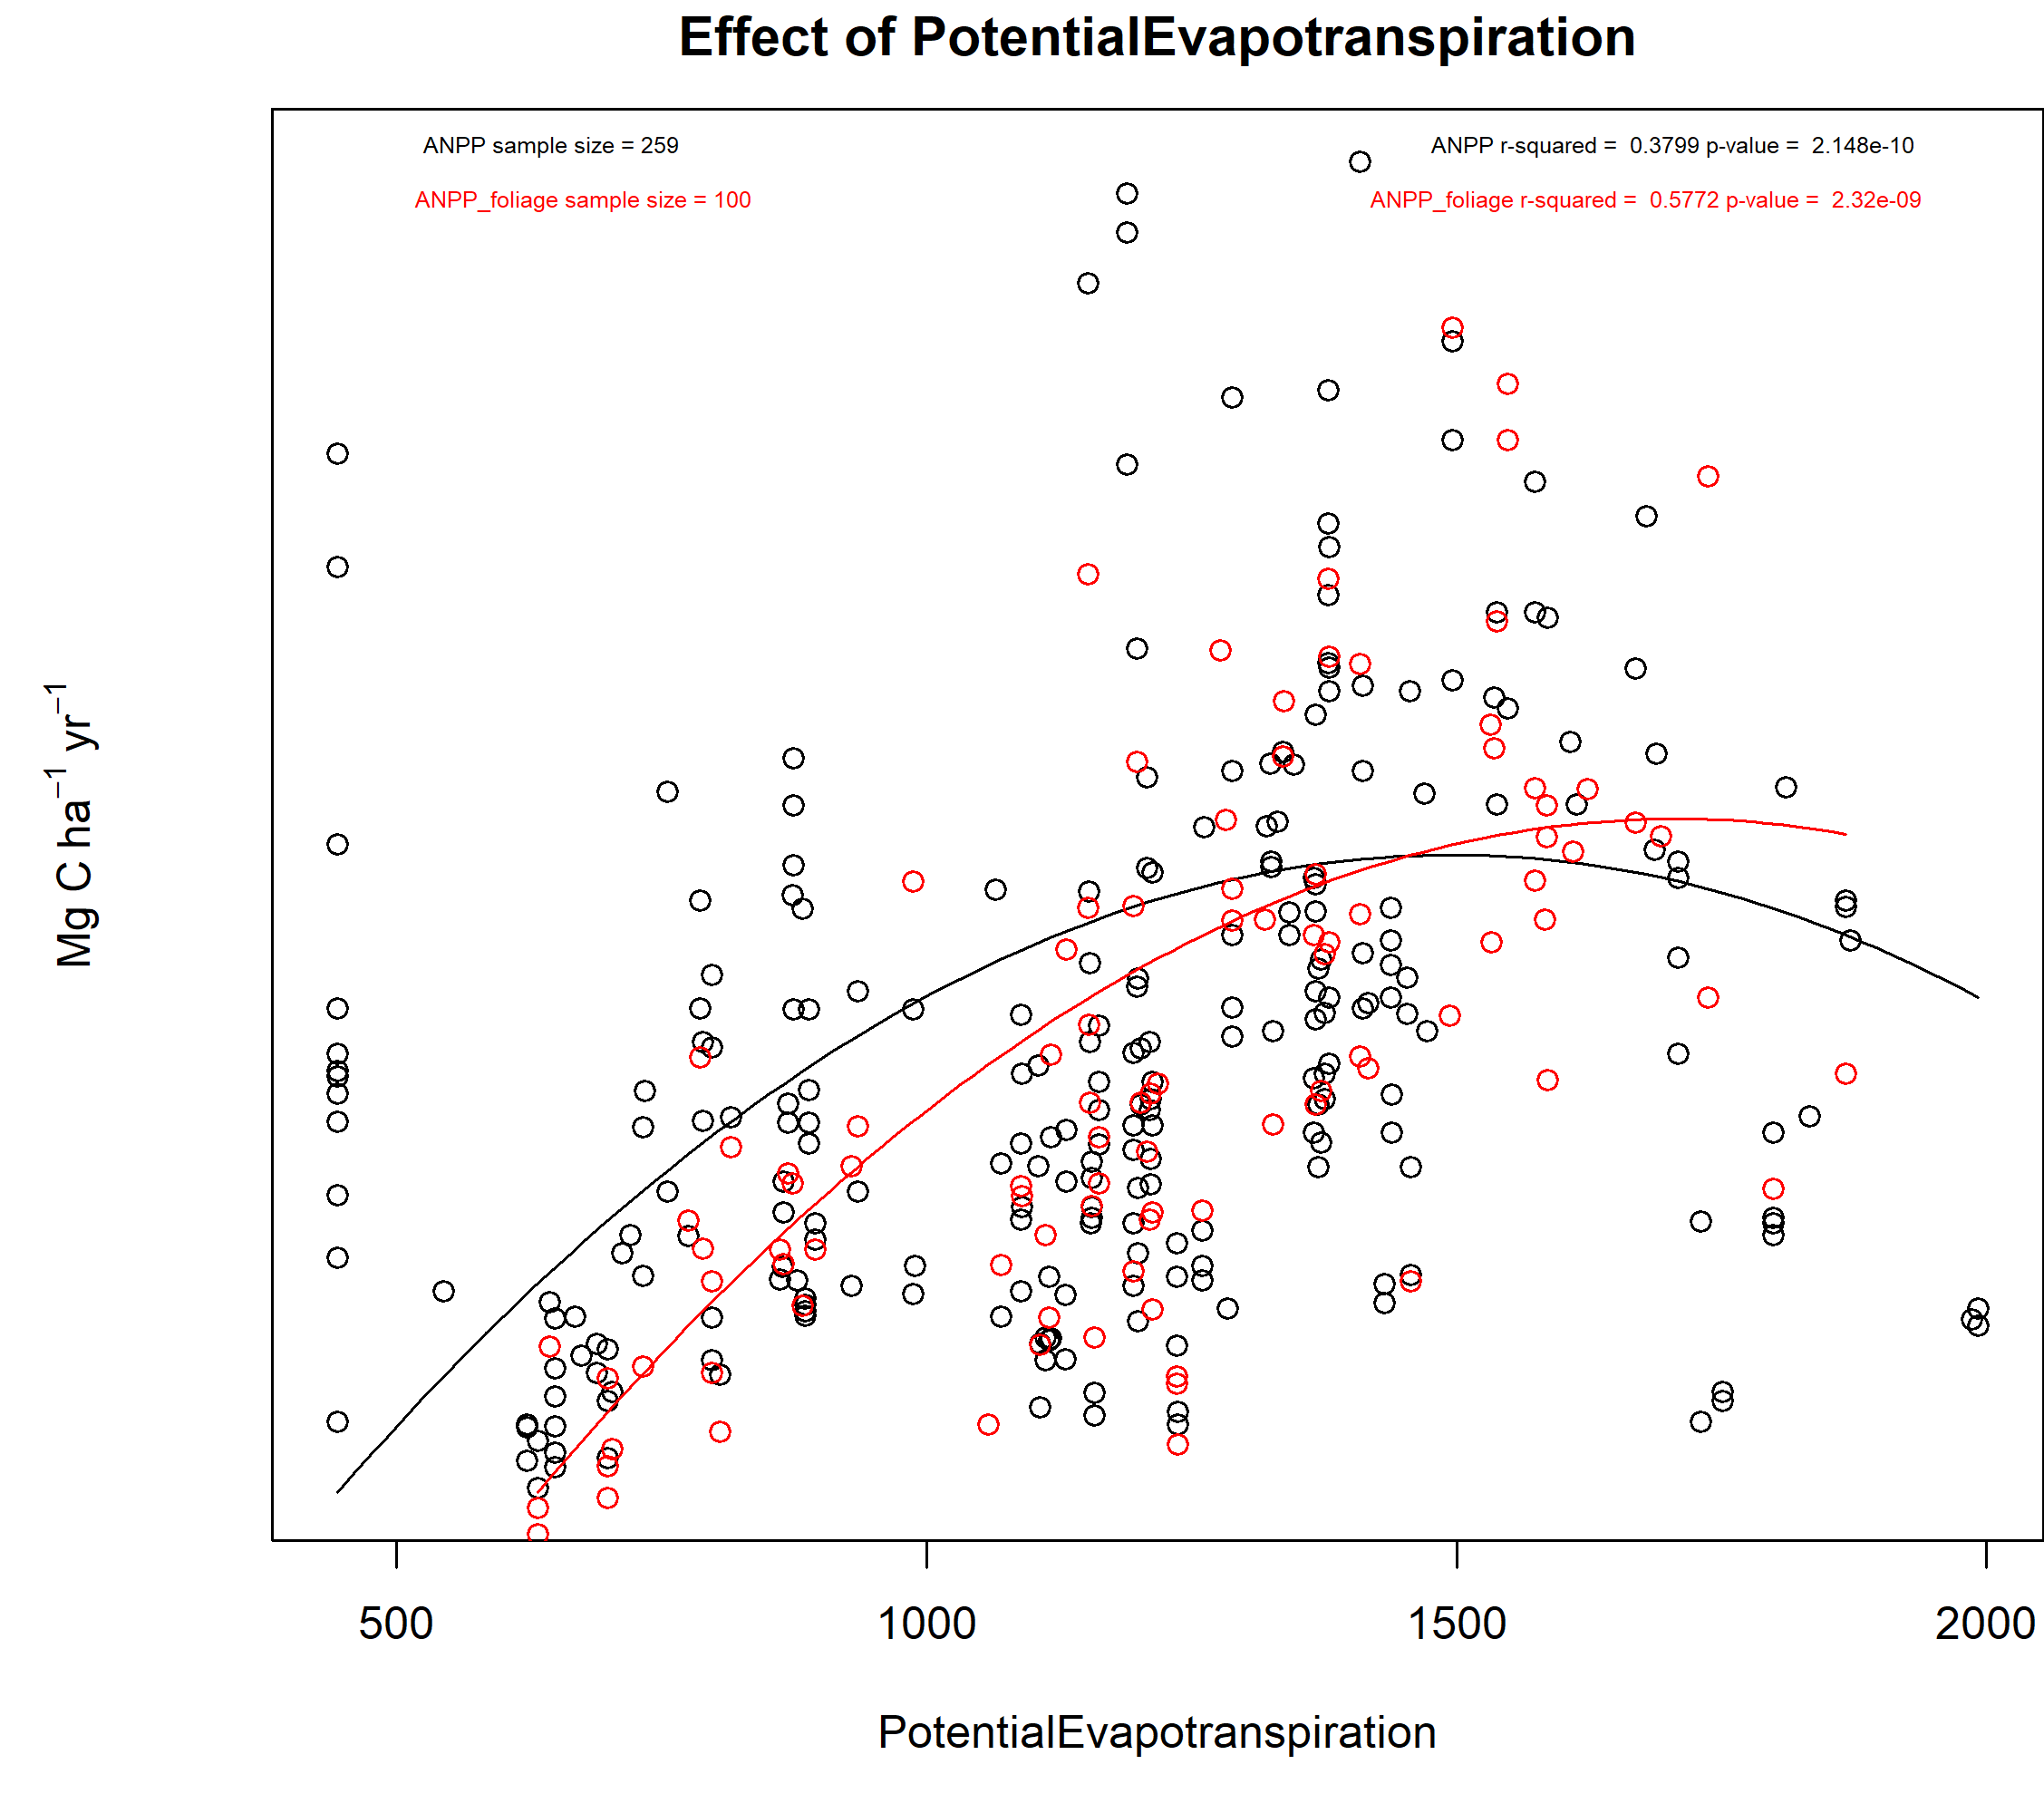 Effect of PotentialEvapotranspiration
ANPP sample size = 259
ANPP r-squared =  0.3799 p-value =  2.148e-10
ANPP_foliage sample size = 100
ANPP_foliage r-squared =  0.5772 p-value =  2.32e-09
Mg C ha⁻¹ yr⁻¹
500 1000 1500 2000
PotentialEvapotranspiration